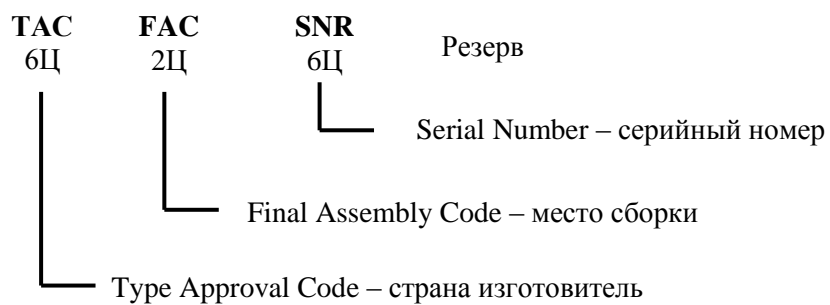 TAC FAC SNR
6Ц 2Ц 6Ц Резерв
Serial Number – серийный номер
Final Assembly Code – место сборки
Type Approval Code – страна изготовитель